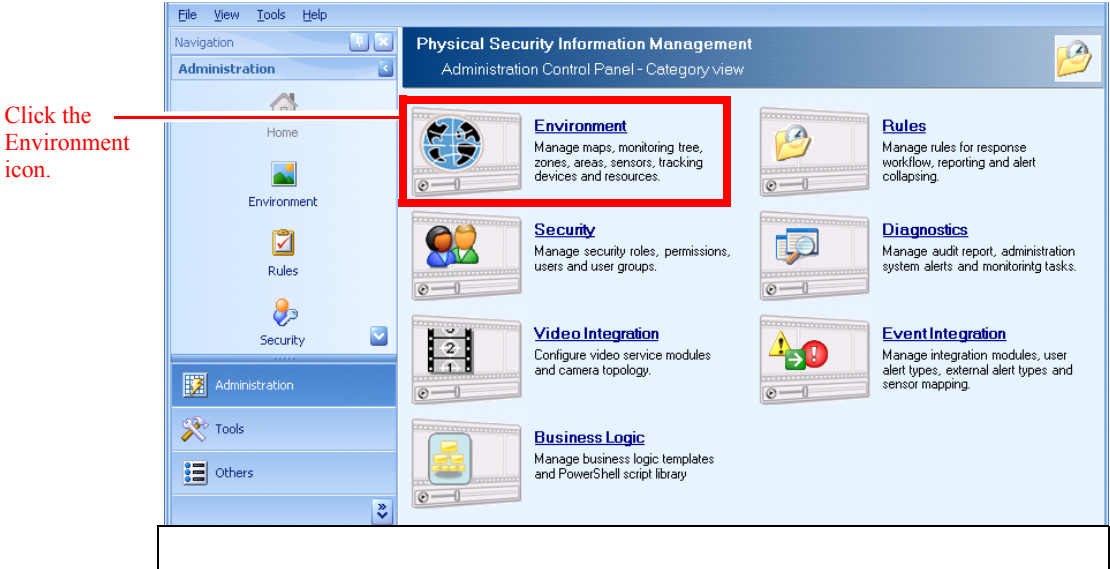 File View Tools Help
Navigation
Administration
Home
Environment
Rules
Security
Administration
Tools
Others
Click the
Environment
icon.
Physical Security Information Management
Administration Control Panel - Category view
Environment
Manage maps, monitoring tree,
zones, areas, sensors, tracking
devices and resources.
Rules
Manage rules for response
workflow, reporting and alert
collapsing.
Security
Manage security roles, permissions,
users and user groups.
Diagnostics
Manage audit report, administration
system alerts and monitorintg tasks.
Video Integration
Configure video service modules
and camera topology.
Event Integration
Manage integration modules, user
alert types, external alert types and
sensor mapping.
Business Logic
Manage business logic templates
and PowerShell script library